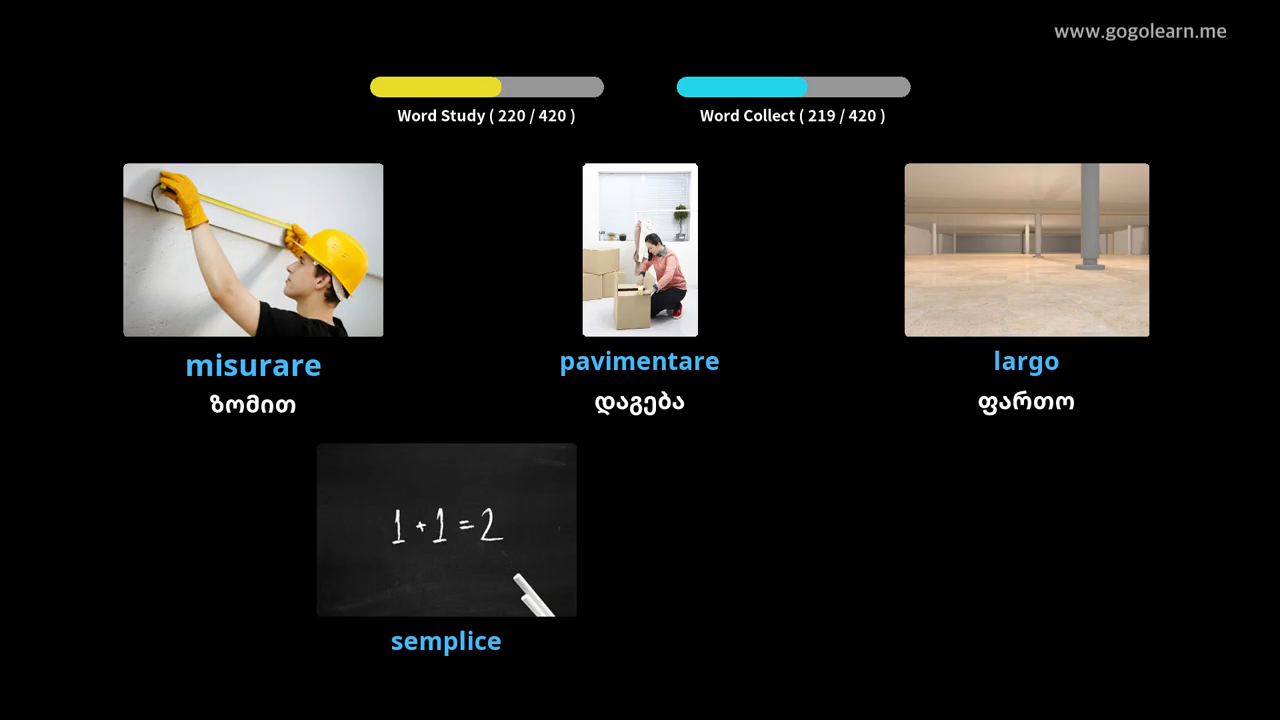 www.gogolearn.me
Word Study ( 220 / 420 )
Word Collect ( 219 / 420 )
misurare
ზომით
pavimentare
დაგება
largo
ფართო
1 + 1 = 2
semplice